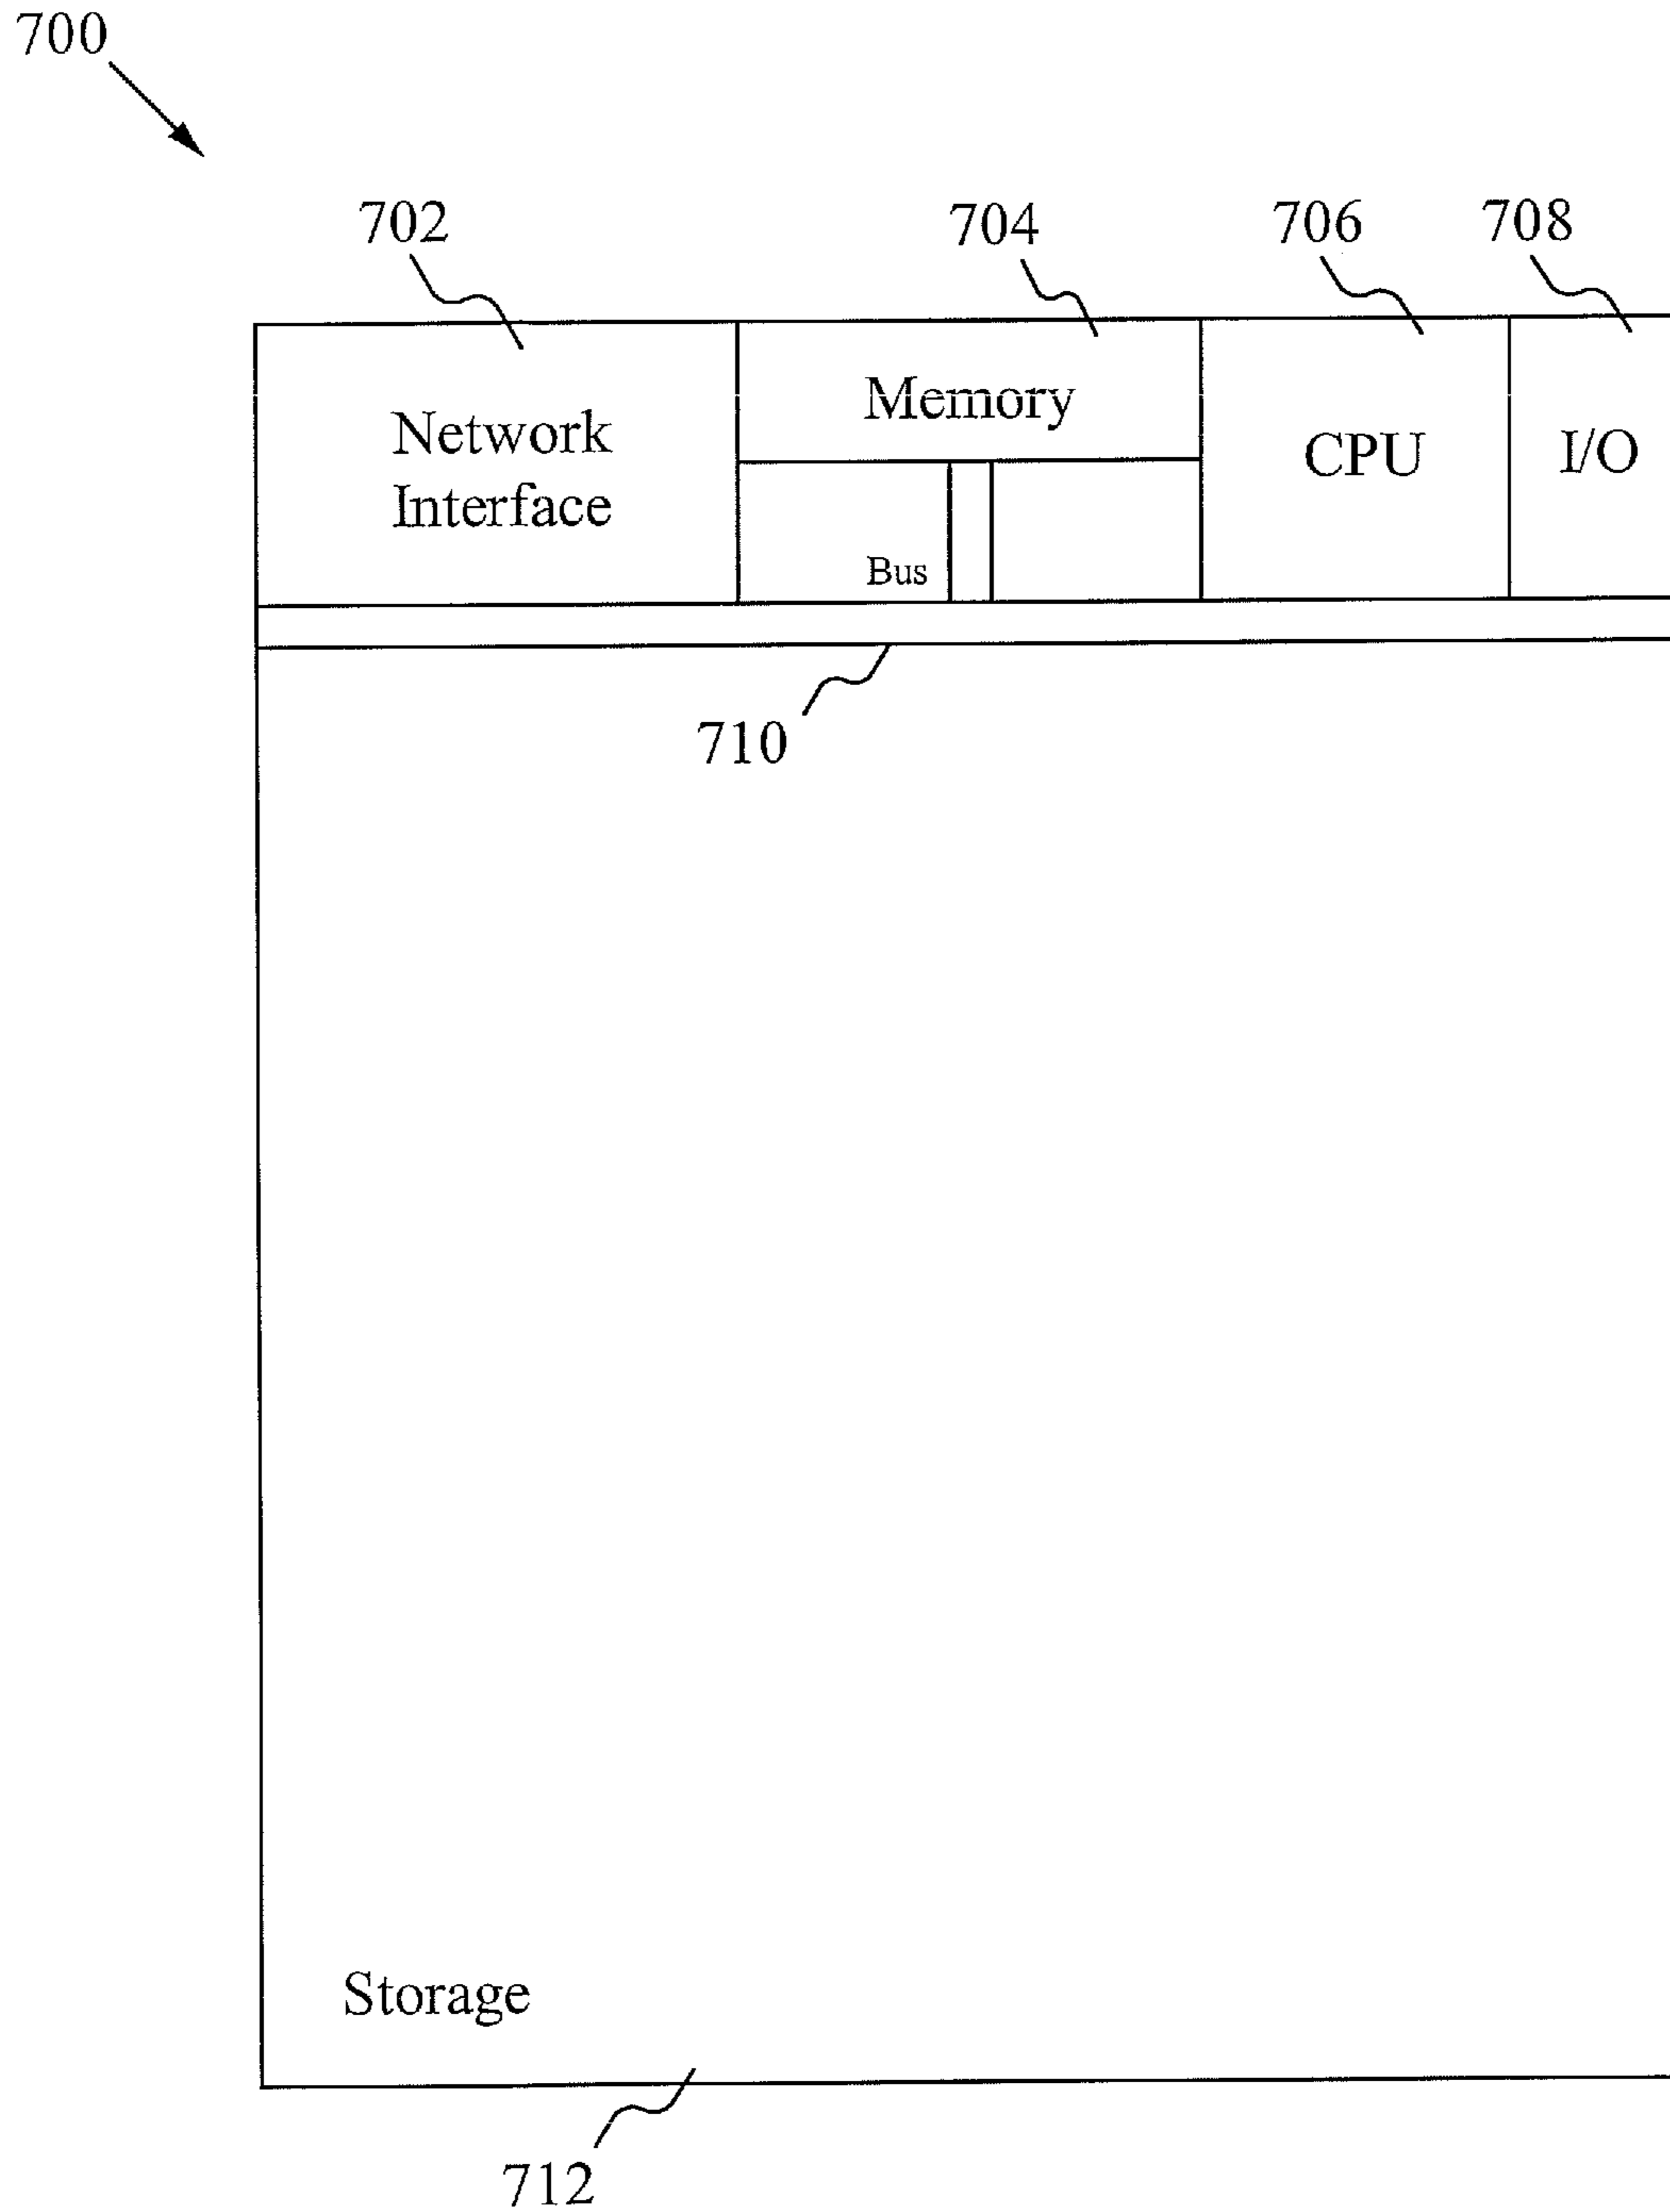 700
702
704
706
708
Network
Interface
Memory
CPU
I/O
Bus
710
Storage
712